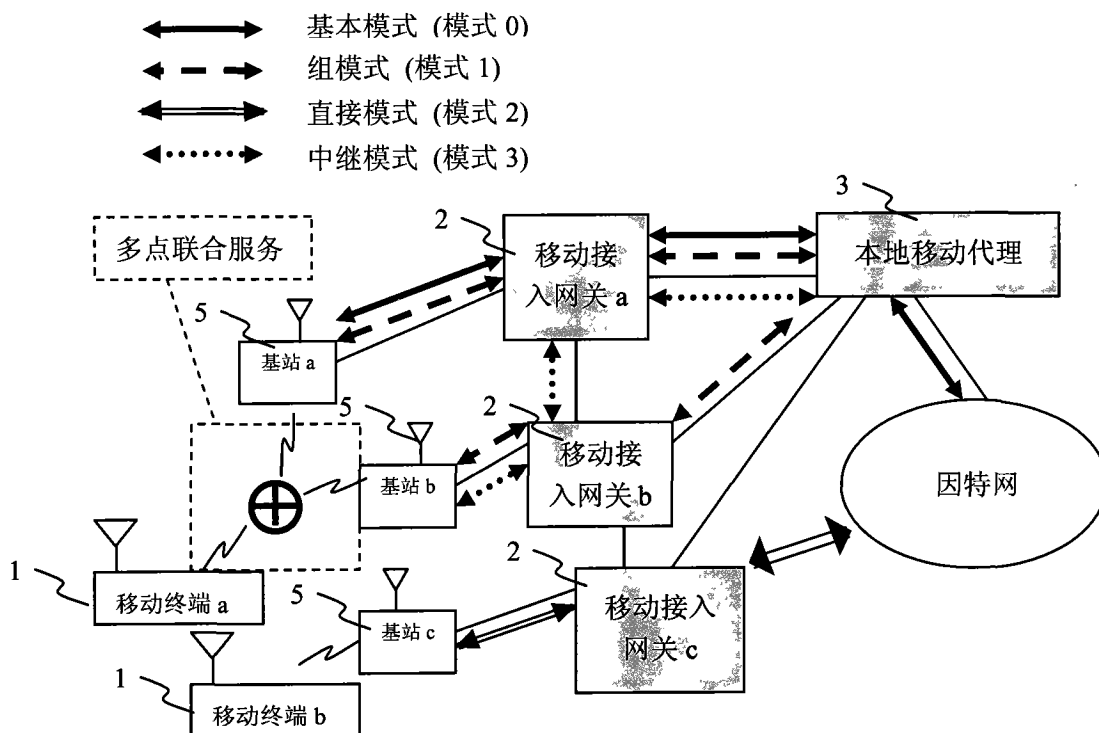 基本模式 (模式 0)
组模式 (模式 1)
直接模式 (模式 2)
中继模式 (模式 3)
3
2
多点联合服务
移动接
入网关 a
本地移动代理
5
基站 a
5
2
移动接
入网关 b
基站 b
因特网
2
1
移动终端 a
5
基站 c
移动接入
网关 c
1
移动终端 b